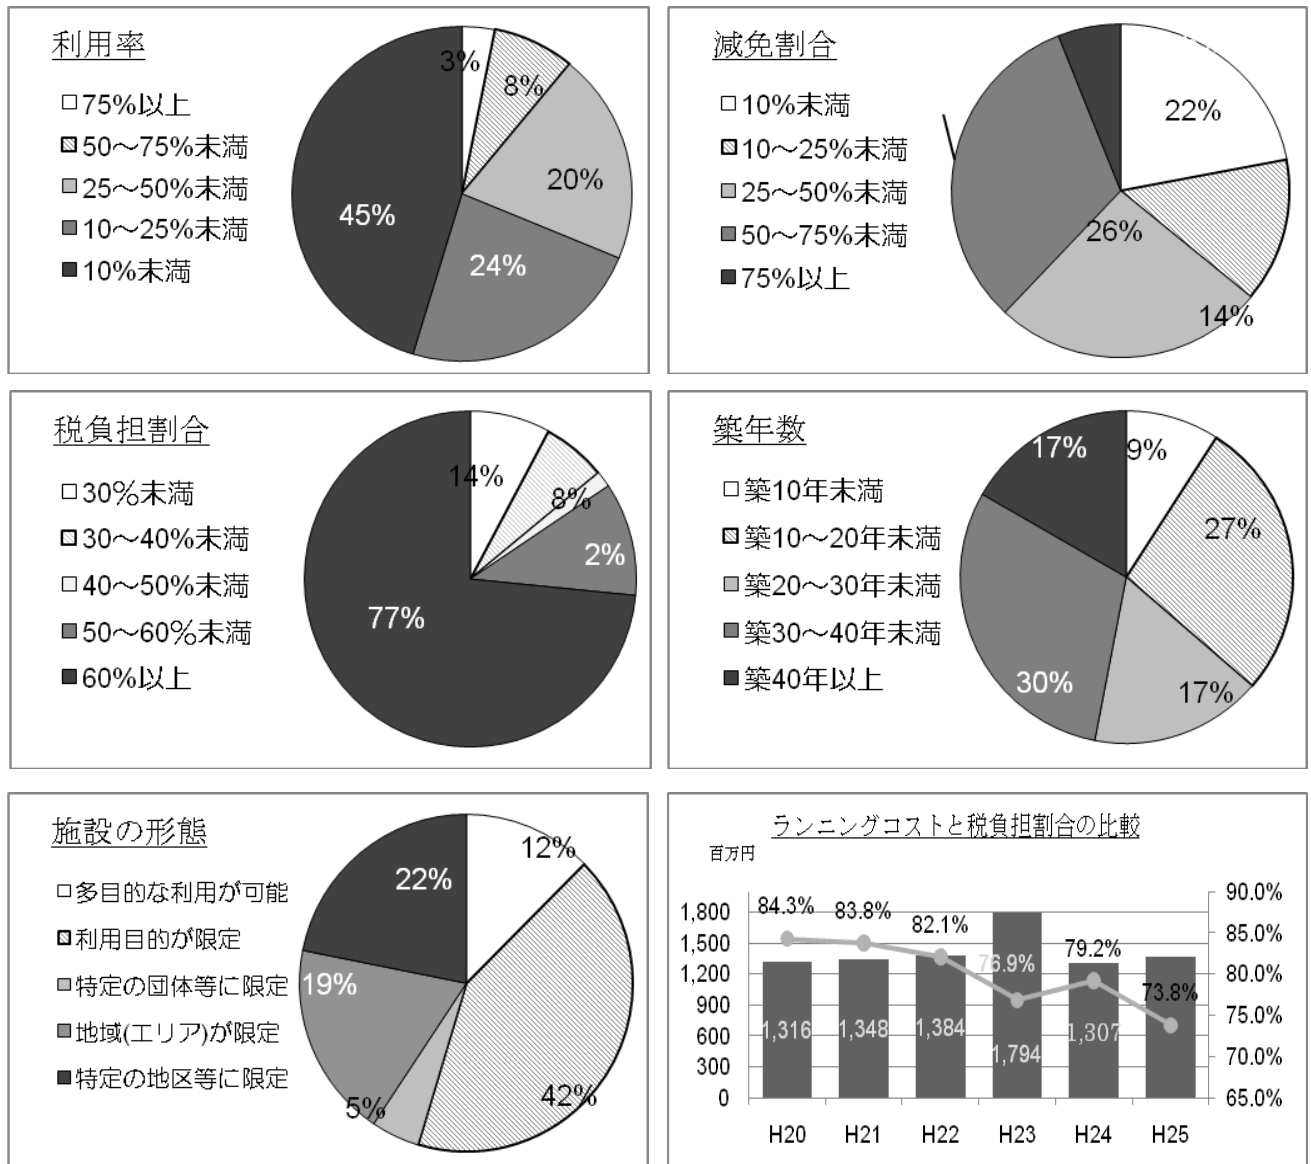 利用率
75%以上
50～75%未満
25～50%未満
10～25%未満
10%未満
3%
8%
20%
24%
45%
減免割合
10%未満
10～25%未満
25～50%未満
50～75%未満
75%以上
22%
14%
26%
税負担割合
30%未満
30～40%未満
40～50%未満
50～60%未満
60%以上
14%
8%
2%
77%
築年数
築10年未満
築10～20年未満
築20～30年未満
築30～40年未満
築40年以上
9%
27%
17%
30%
17%
施設の形態
多目的な利用が可能
利用目的が限定
特定の団体等に限定
地域(エリア)が限定
特定の地区等に限定
12%
42%
5%
19%
22%
ランニングコストと税負担割合の比較
百万円
1,800
1,500
1,200
900
600
300
0
84.3%
83.8%
82.1%
76.9%
79.2%
73.8%
1,316
1,348
1,384
1,794
1,307
90.0%
85.0%
80.0%
75.0%
70.0%
65.0%
H20
H21
H22
H23
H24
H25